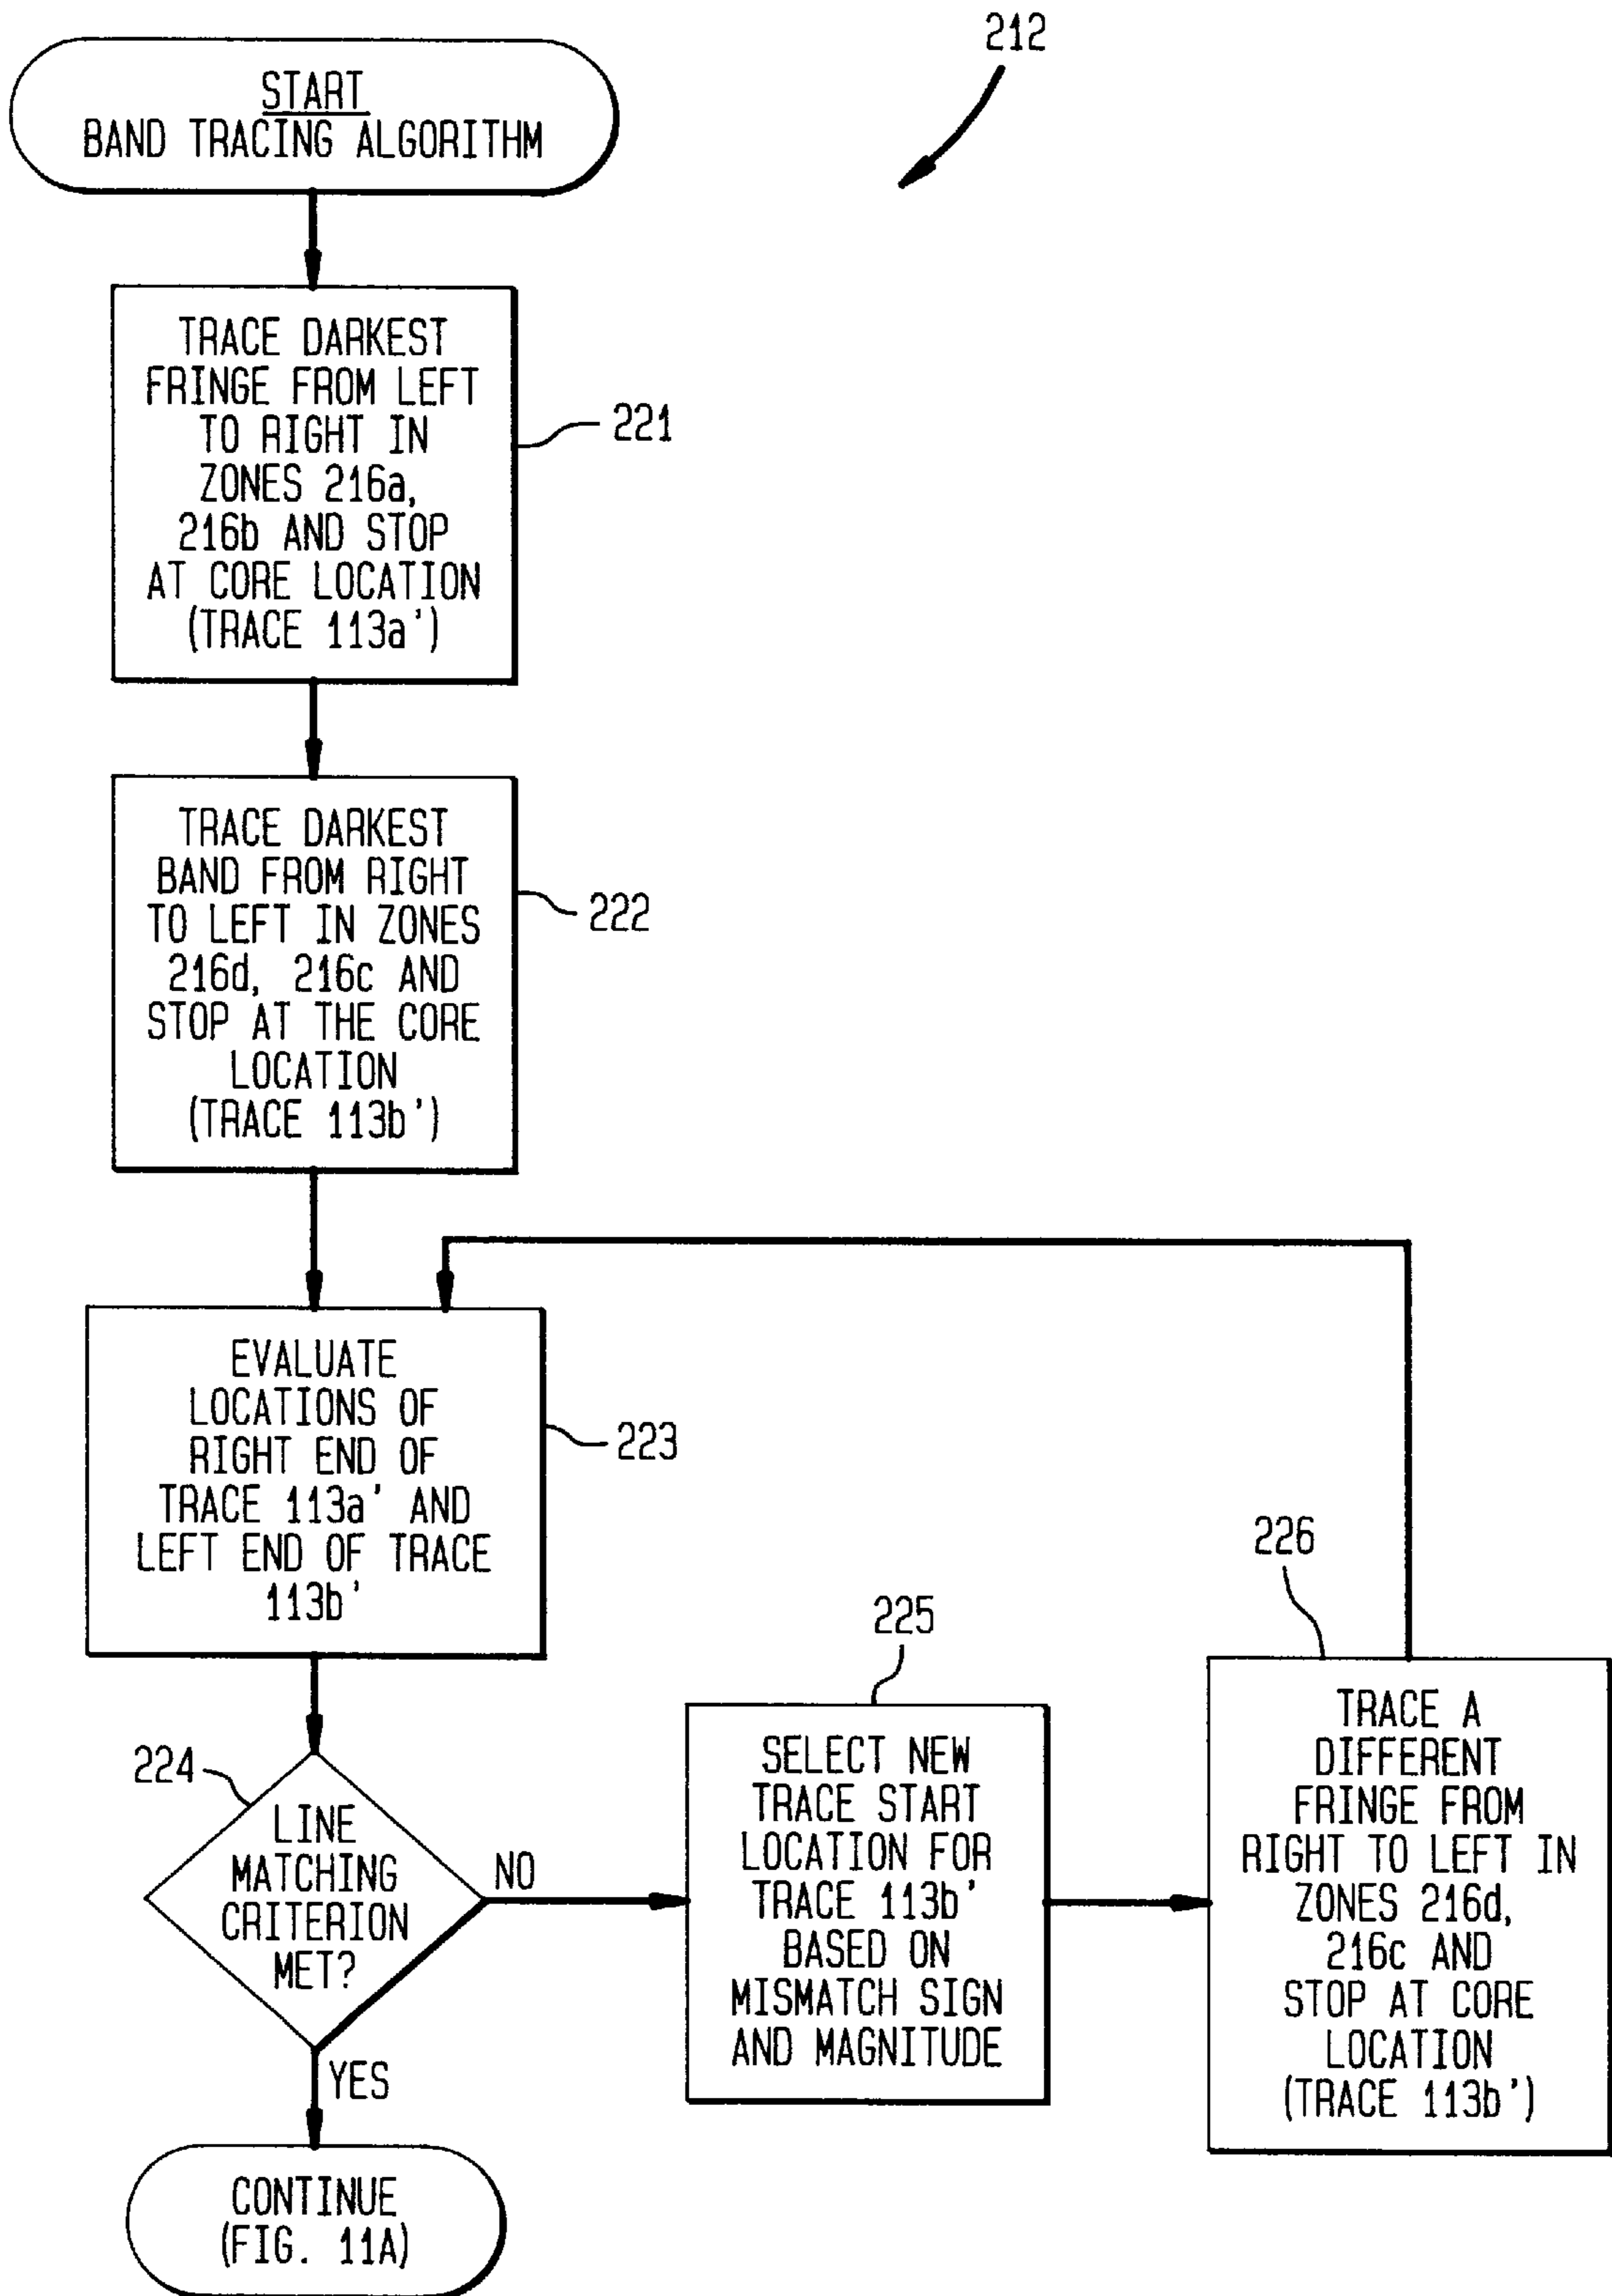 212
START
BAND TRACING ALGORITHM
TRACE DARKEST
FRINGE FROM LEFT
TO RIGHT IN
ZONES 216a,
216b AND STOP
AT CORE LOCATION
(TRACE 113a')
221
TRACE DARKEST
BAND FROM RIGHT
TO LEFT IN ZONES
216d, 216c AND
STOP AT THE CORE
LOCATION
(TRACE 113b')
222
EVALUATE
LOCATIONS OF
RIGHT END OF
TRACE 113a' AND
LEFT END OF TRACE
113b'
223
224
LINE
MATCHING
CRITERION
MET?
NO
YES
225
SELECT NEW
TRACE START
LOCATION FOR
TRACE 113b'
BASED ON
MISMATCH SIGN
AND MAGNITUDE
226
TRACE A
DIFFERENT
FRINGE FROM
RIGHT TO LEFT IN
ZONES 216d,
216c AND
STOP AT CORE
LOCATION
(TRACE 113b')
CONTINUE
(FIG. 11A)